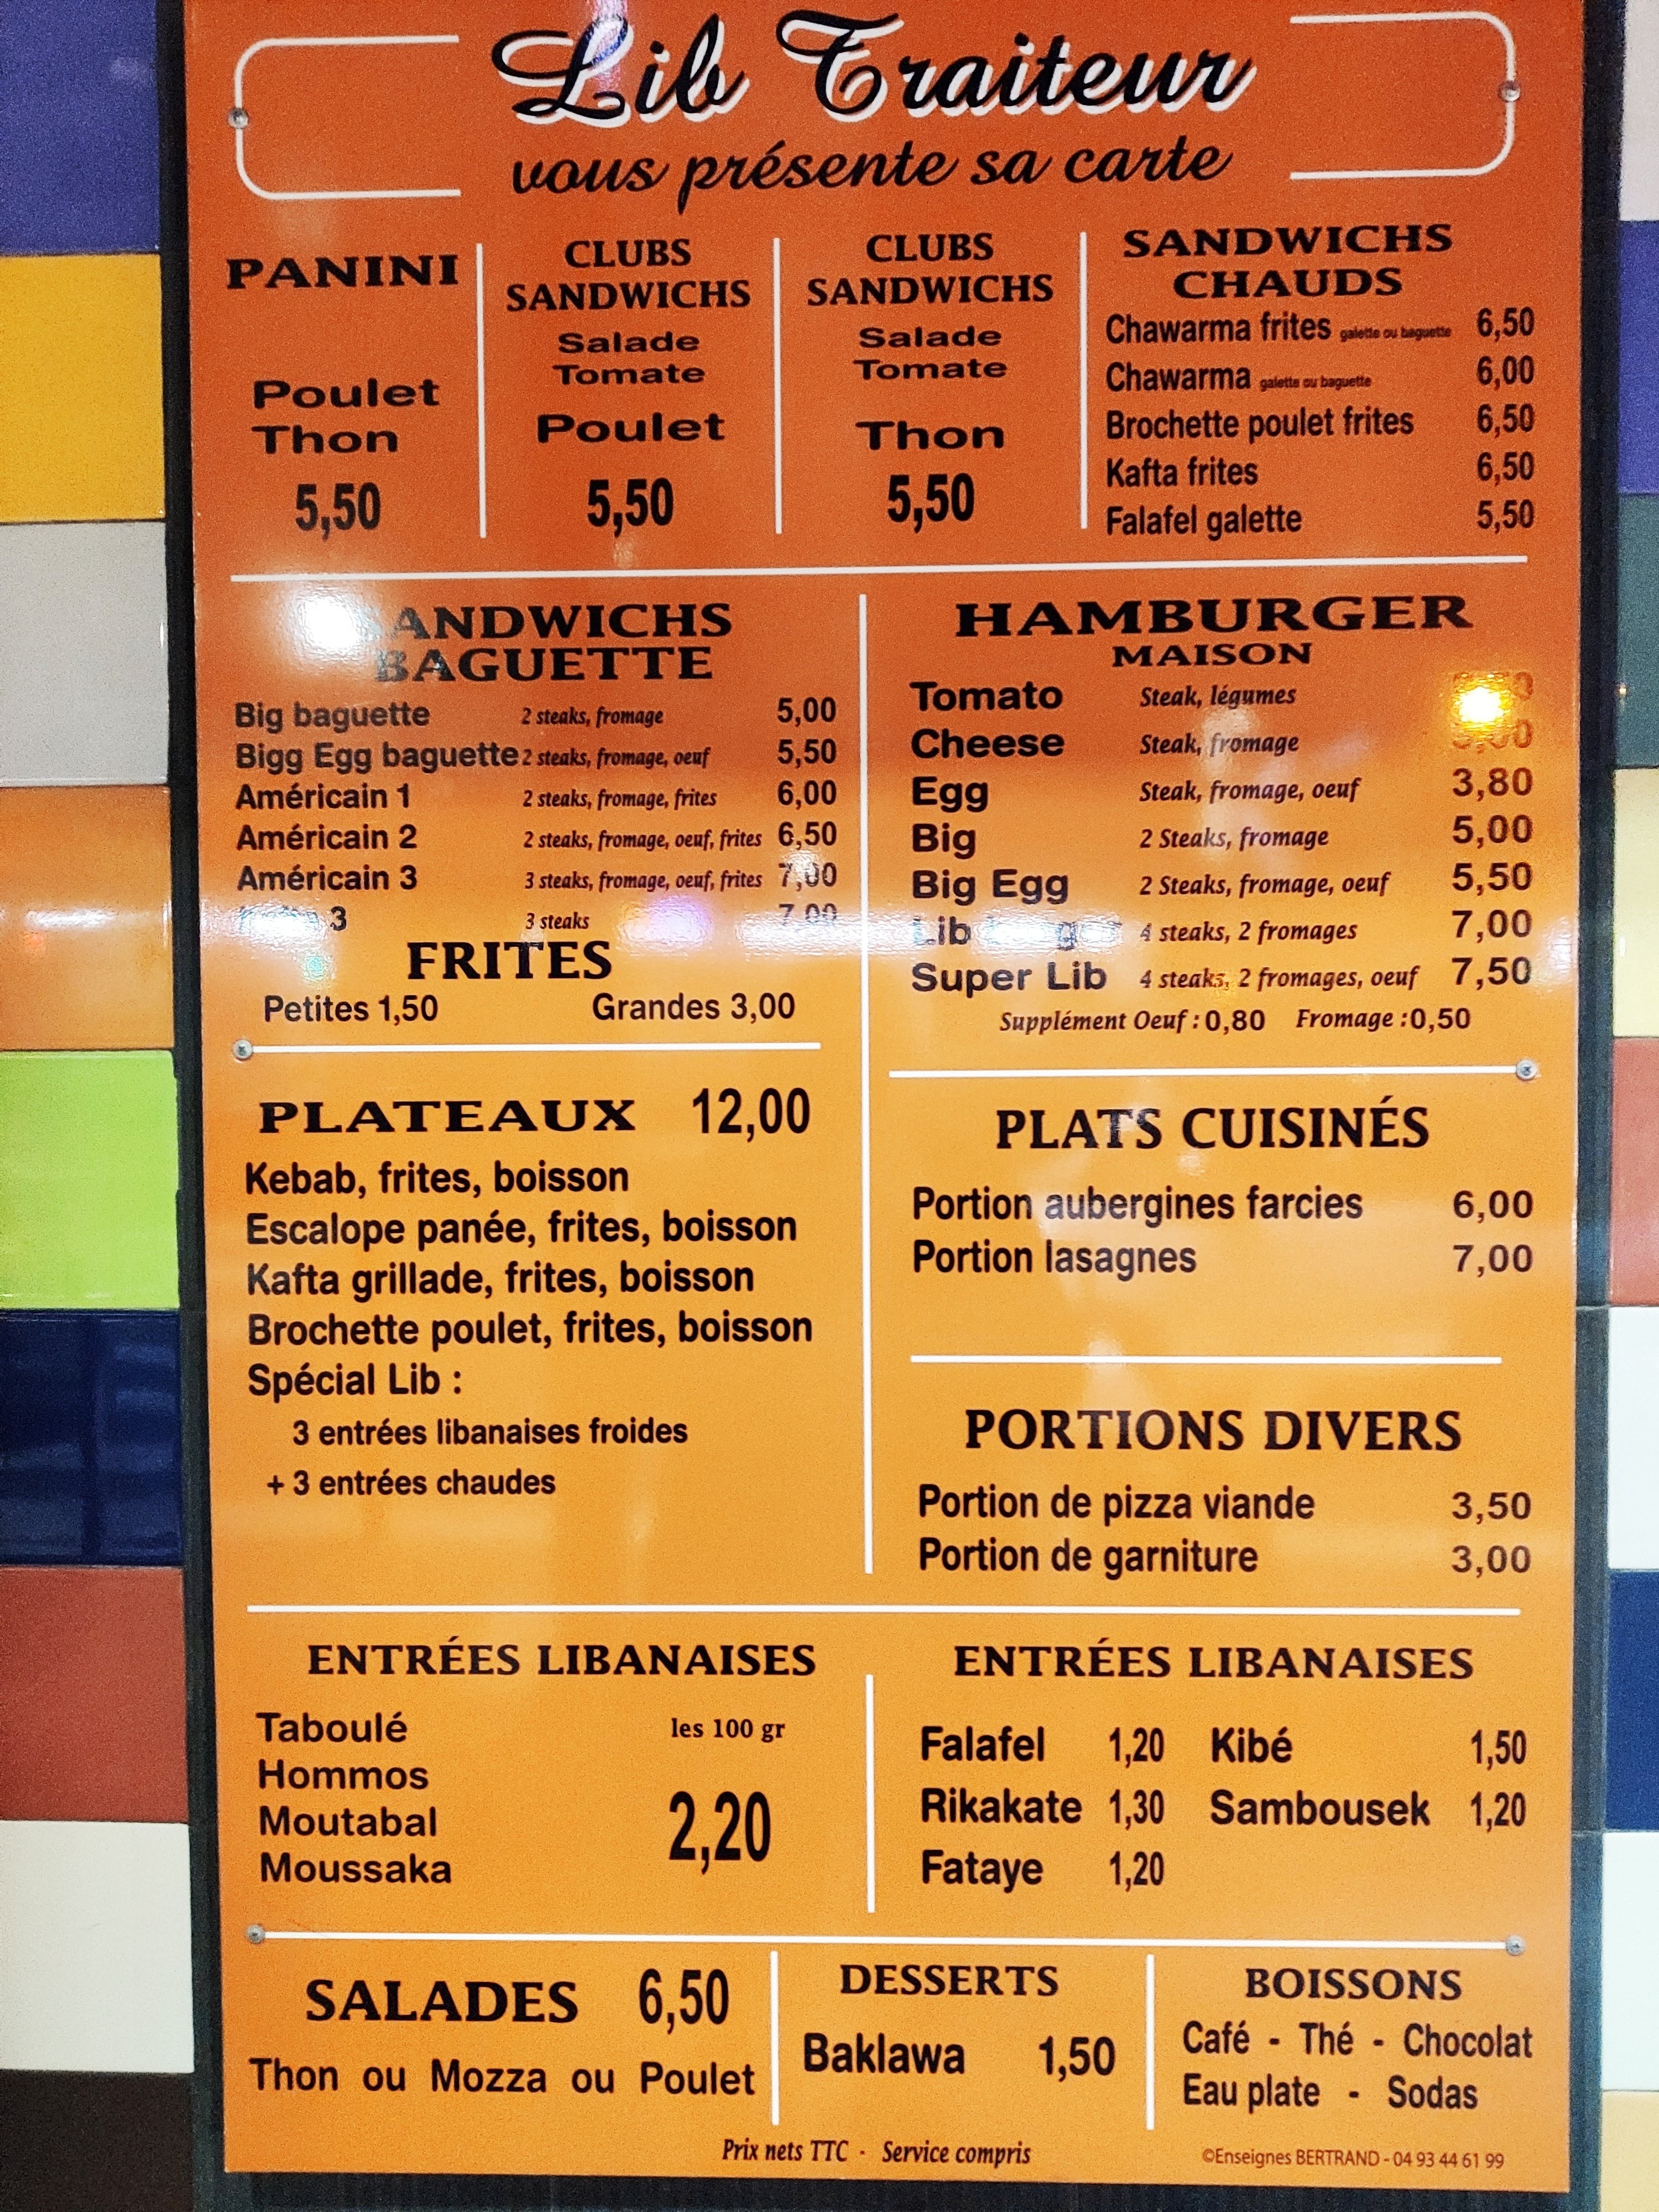 Lib Traiteur
vous présente sa carte
PANINI
Poulet
Thon
5,50
CLUBS
SANDWICHS
Salade
Tomate
Poulet
5,50
CLUBS
SANDWICHS
Salade
Tomate
Thon
5,50
SANDWICHS
CHAUDS
Chawarma frites galette ou baguette 6,50
Chawarma galette ou baguette 6,00
Brochette poulet frites 6,50
Kafta frites 6,50
Falafel galette 5,50
SANDWICHS
BAGUETTE
Big baguette 2 steaks, fromage 5,00
Bigg Egg baguette 2 steaks, fromage, oeuf 5,50
Américain 1 2 steaks, fromage, frites 6,00
Américain 2 2 steaks, fromage, oeuf, frites 6,50
Américain 3 3 steaks, fromage, oeuf, frites 7,00
3 3 steaks 7,00
FRITES
Petites 1,50 Grandes 3,00
HAMBURGER
MAISON
Tomato Steak, légumes
Cheese Steak, fromage
Egg Steak, fromage, oeuf 3,80
Big 2 Steaks, fromage 5,00
Big Egg 2 Steaks, fromage, oeuf 5,50
Lib 4 steaks, 2 fromages 7,00
Super Lib 4 steaks, 2 fromages, oeuf 7,50
Supplément Oeuf : 0,80 Fromage : 0,50
PLATEAUX 12,00
Kebab, frites, boisson
Escalope panée, frites, boisson
Kafta grillade, frites, boisson
Brochette poulet, frites, boisson
Spécial Lib :
3 entrées libanaises froides
+ 3 entrées chaudes
PLATS CUISINÉS
Portion aubergines farcies 6,00
Portion lasagnes 7,00
PORTIONS DIVERS
Portion de pizza viande 3,50
Portion de garniture 3,00
ENTRÉES LIBANAISES
Taboulé les 100 gr
Hommos
Moutabal 2,20
Moussaka
ENTRÉES LIBANAISES
Falafel 1,20 Kibé 1,50
Rikakate 1,30 Sambousek 1,20
Fataye 1,20
SALADES 6,50
Thon ou Mozza ou Poulet
DESSERTS
Baklawa 1,50
BOISSONS
Café - Thé - Chocolat
Eau plate - Sodas
Prix nets TTC - Service compris
©Enseignes BERTRAND - 04 93 44 61 99